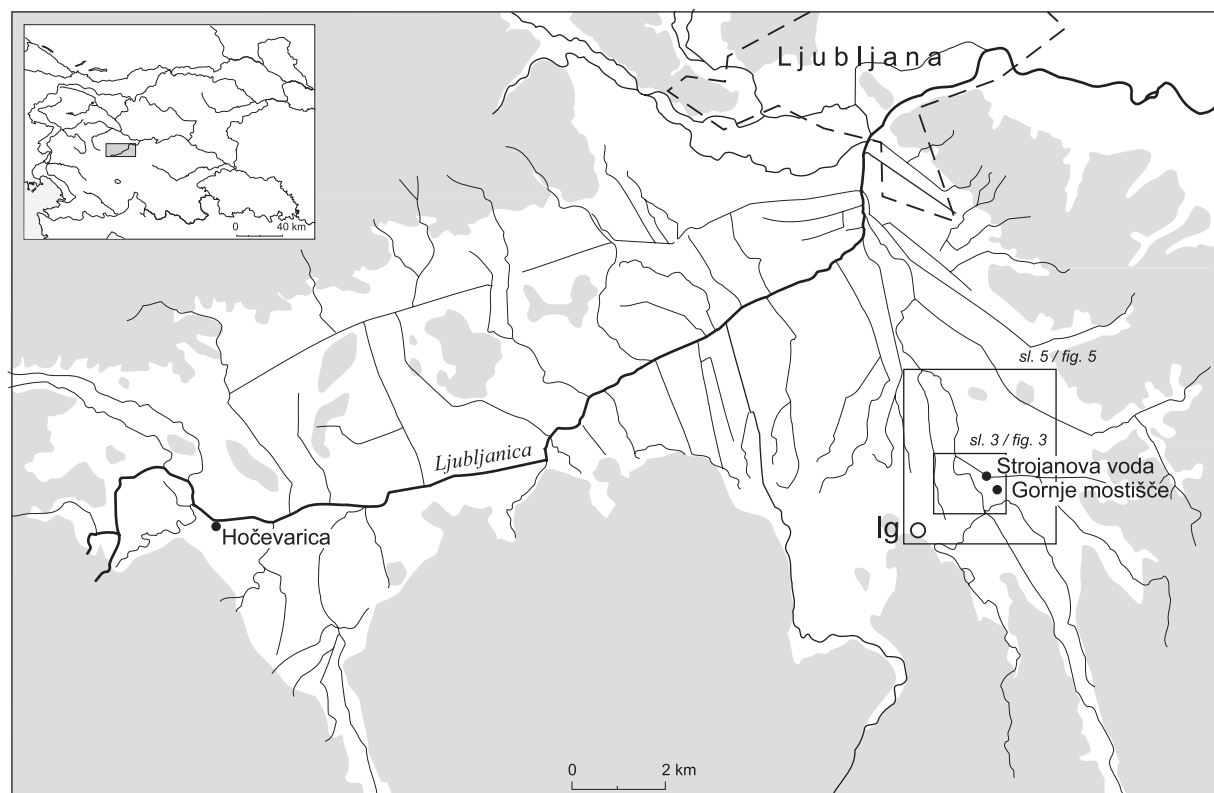 Ljubljana
0 40 km
sl. 5 / fig. 5
sl. 3 / fig. 3
Ljubljanica
Strojanova voda
Gornje mostišče
Ig
Hočevarica
0 2 km